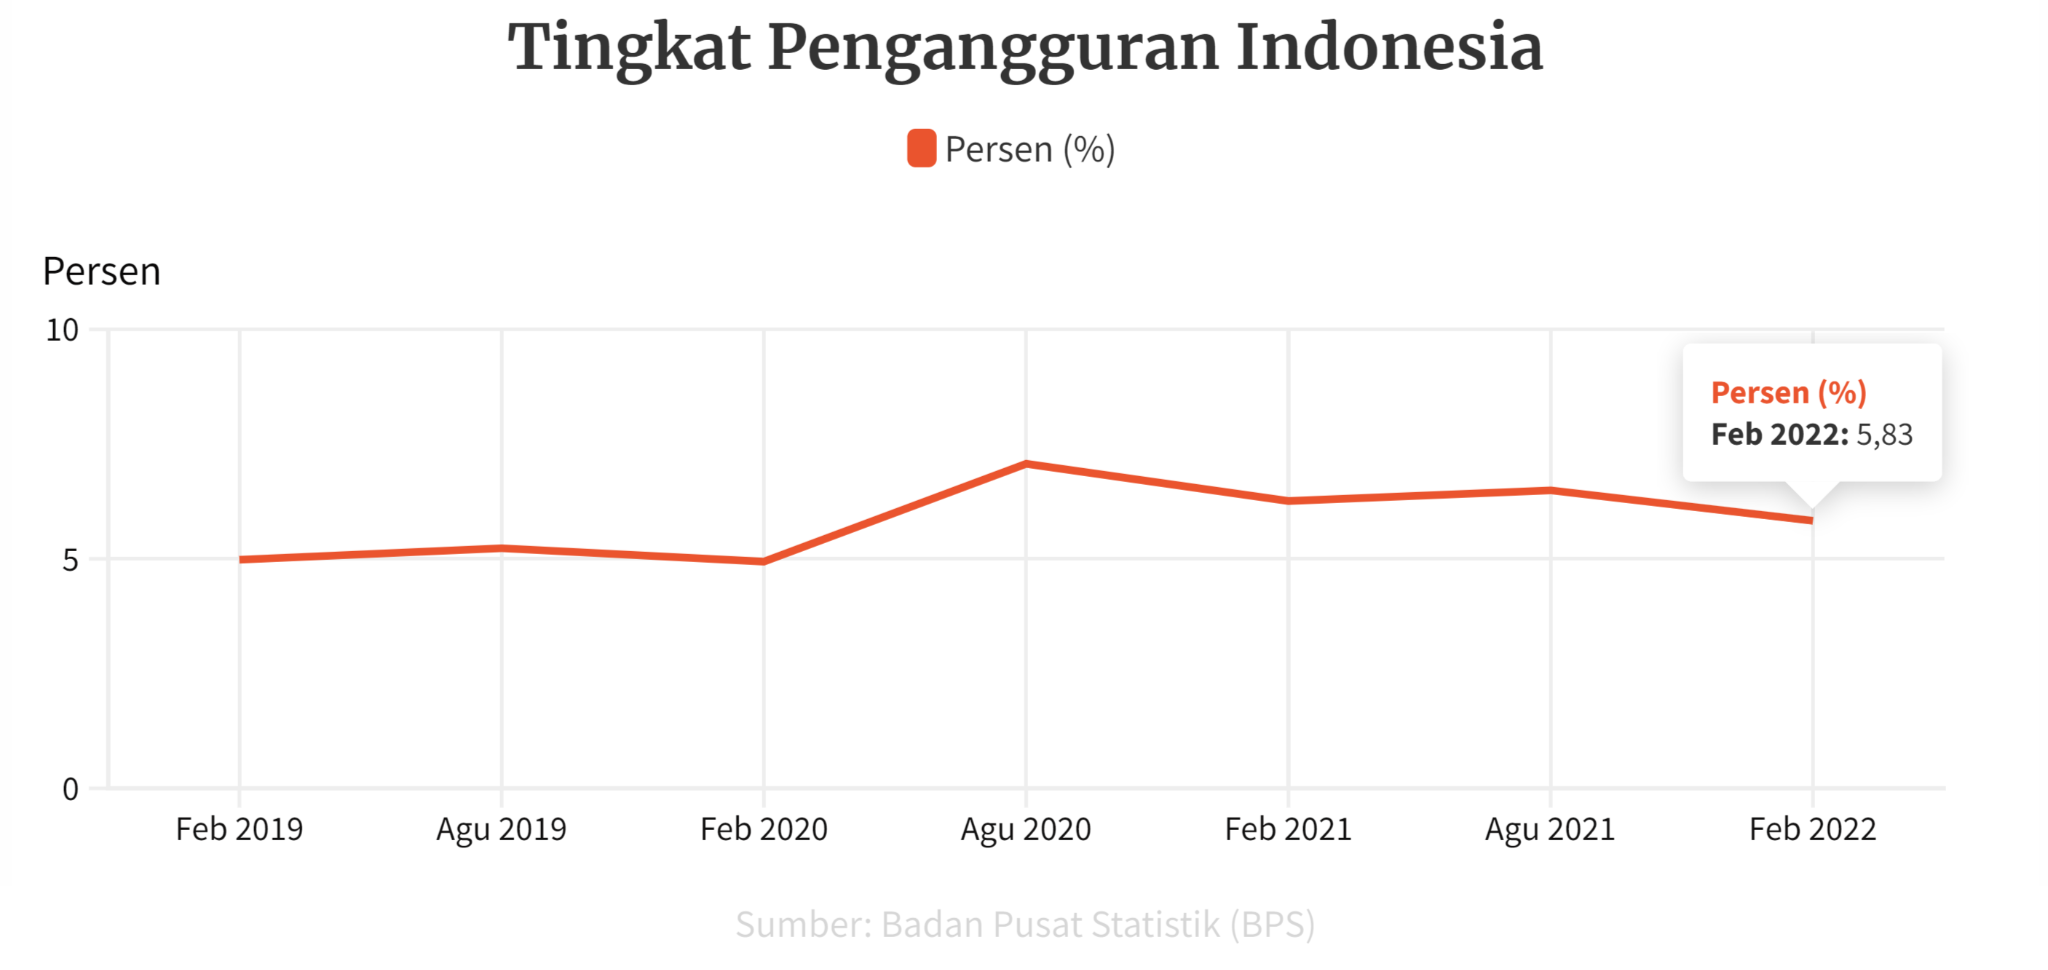 Tingkat Pengangguran Indonesia
Persen (%)
Persen
10
5
0
Persen (%)
Feb 2022: 5,83
Feb 2019 Agu 2019 Feb 2020 Agu 2020 Feb 2021 Agu 2021 Feb 2022
Sumber: Badan Pusat Statistik (BPS)